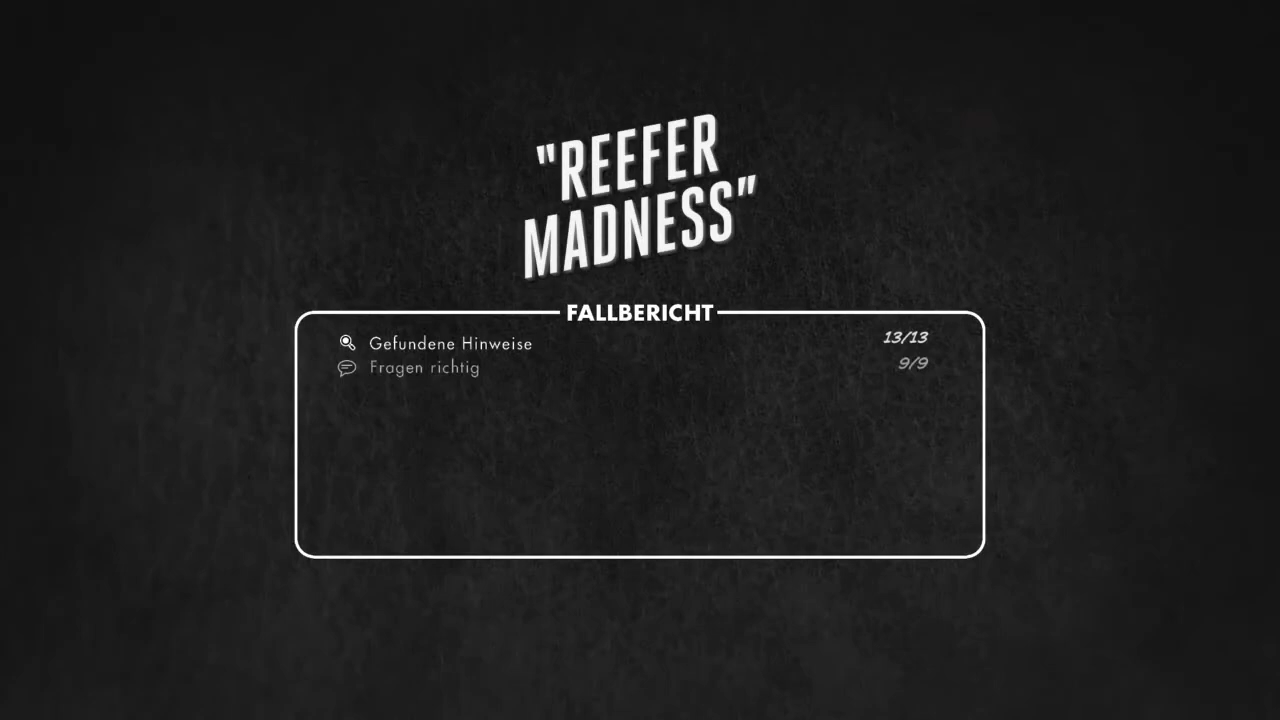 "REEFER
MADNESS"
FALLBERICHT
Gefundene Hinweise 13/13
Fragen richtig 9/9